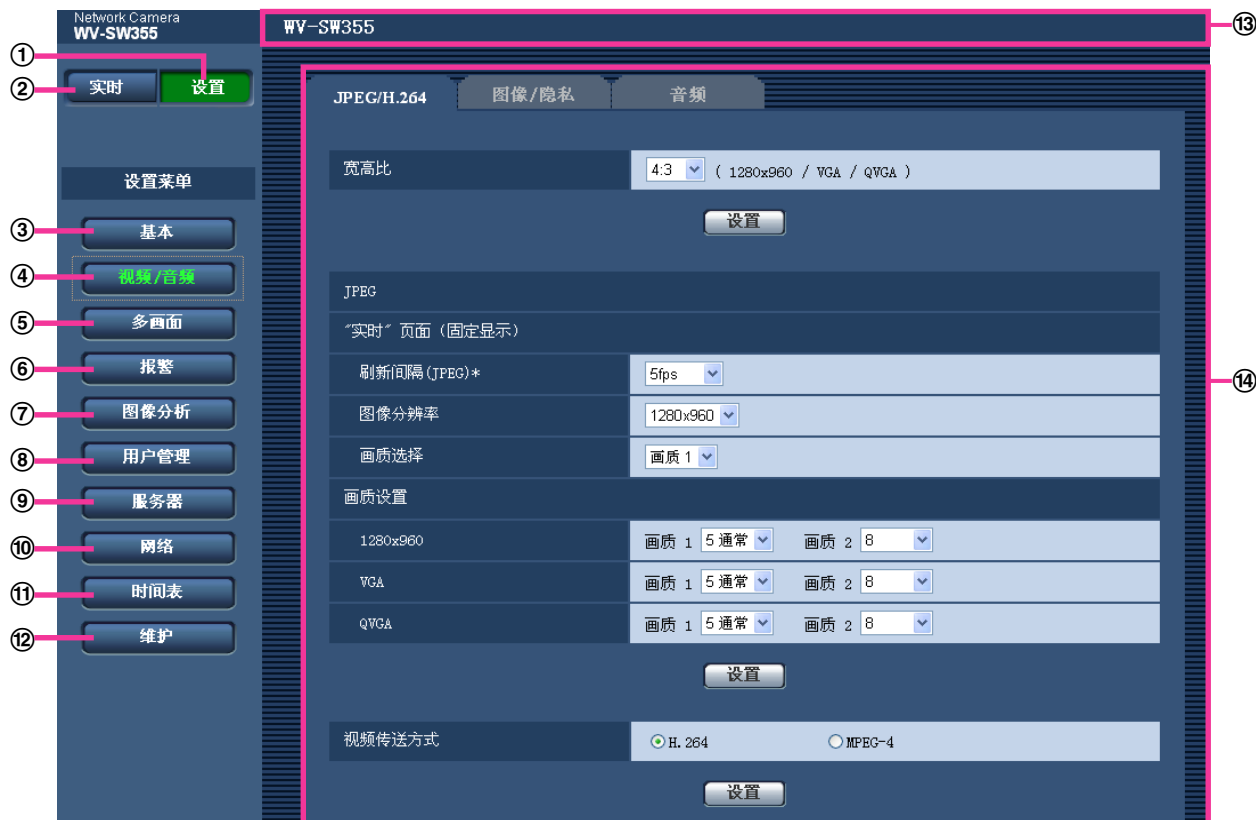 Network Camera
WV-SW355
WV-SW355
⑬
①
②
实时
设置
设置菜单
③
基本
④
视频/音频
⑤
多画面
⑥
报警
⑦
图像分析
⑧
用户管理
⑨
服务器
⑩
网络
⑪
时间表
⑫
维护
JPEG/H.264
图像/隐私
音频
宽高比
4:3
( 1280x960 / VGA / QVGA )
设置
JPEG
"实时" 页面（固定显示）
刷新间隔(JPEG)*
5fps
⑭
图像分辨率
1280x960
画质选择
画质 1
画质设置
1280x960
画质 1
5 通常
画质 2
8
VGA
画质 1
5 通常
画质 2
8
QVGA
画质 1
5 通常
画质 2
8
设置
视频传送方式
H.264
MPEG-4
设置